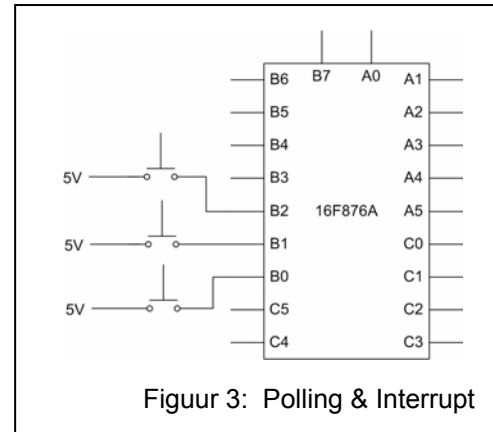 B7 A0
B6 A1
B5 A2
B4 A3
B3 A4
5V
B2 16F876A A5
5V B1 C0
B0 C1
5V C5 C2
C4 C3
Figuur 3: Polling & Interrupt